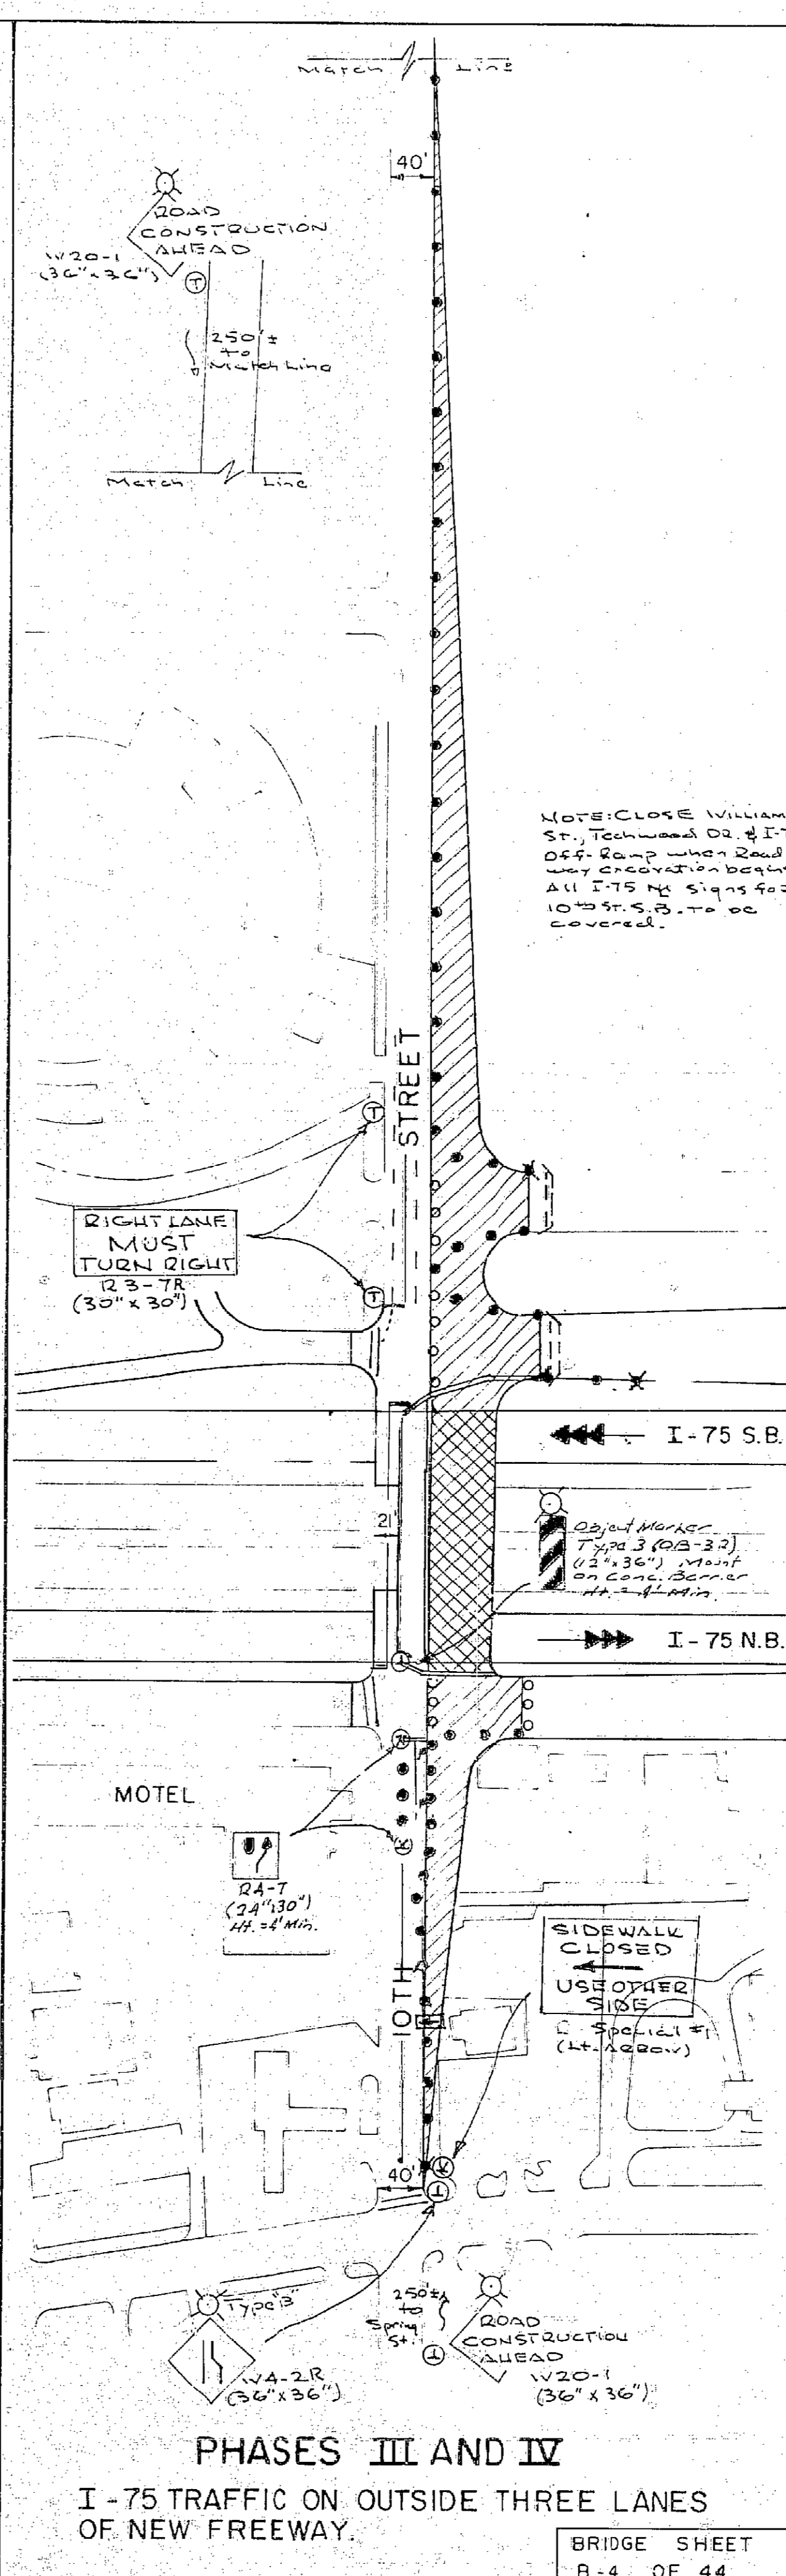 Match Line
40'
ROAD
CONSTRUCTION
AHEAD
W20-1
(36" x 36")
T
250'±
to
Match Line
Match Line
NOTE: CLOSE WILLIAM
St., Techwood DR. & I-7
Off-Ramp when Road
way excavation begin
All I-75 signs for
10th St. S.B. to be
covered.
STREET
T
RIGHT LANE
MUST
TURN RIGHT
R3-7R
(30" x 30")
T
I-75 S.B.
21'
Object Marker
Type 3 (OB-3R)
(12"x36") Mount
on Conc. Barrier
Ht. = 4' Min.
I-75 N.B.
MOTEL
K
R4-7
(24"x30")
Ht. = 4' Min.
SIDEWALK
CLOSED
USE OTHER
SIDE
Special #1
(Lt. ARROW)
10TH
K
40'
Type "B"
250'±
to
Spring
St.
ROAD
CONSTRUCTION
AHEAD
W4-2R
(36"x36")
W20-1
(36" x 36")
PHASES III AND IV
I-75 TRAFFIC ON OUTSIDE THREE LANES
OF NEW FREEWAY.
BRIDGE SHEET
B-4 OF 44